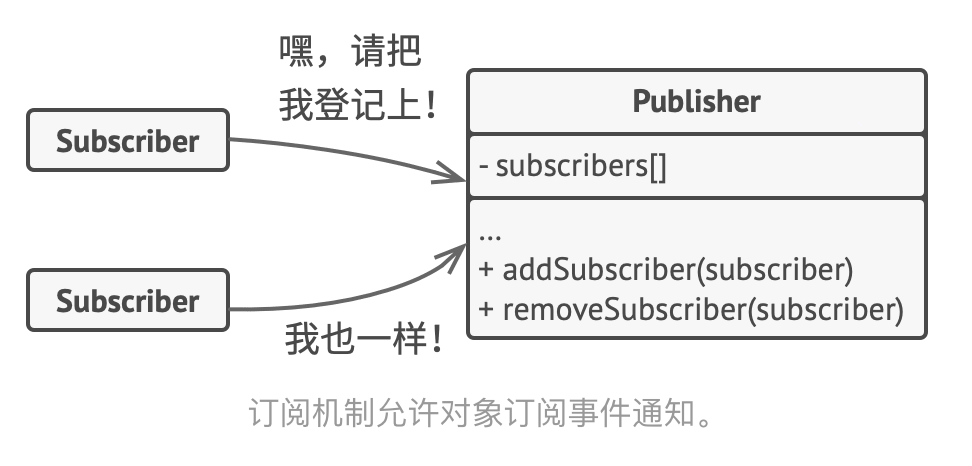 嘿，请把
我登记上！
Subscriber
Publisher
- subscribers[]
...
+ addSubscriber(subscriber)
+ removeSubscriber(subscriber)
Subscriber
我也一样！
订阅机制允许对象订阅事件通知。